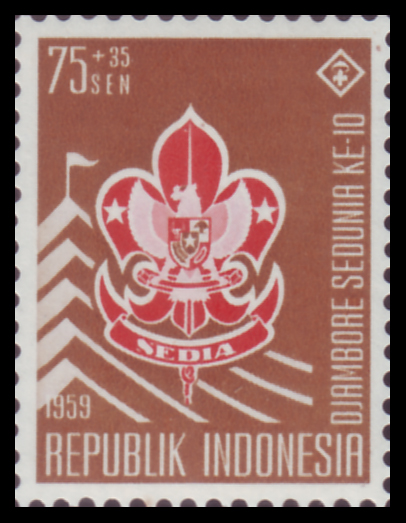 75 + 35
SEN
DJAMBORE SEDUNIA KE-10
SEDIA
1959
REPUBLIK INDONESIA